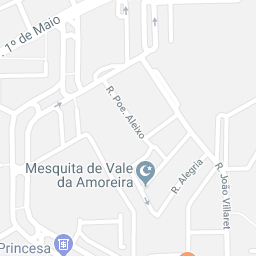 1º de Maio
R. Poe. Aleixo
Mesquita de Vale
da Amoreira
R. Alegria
R. João Villaret
Princesa